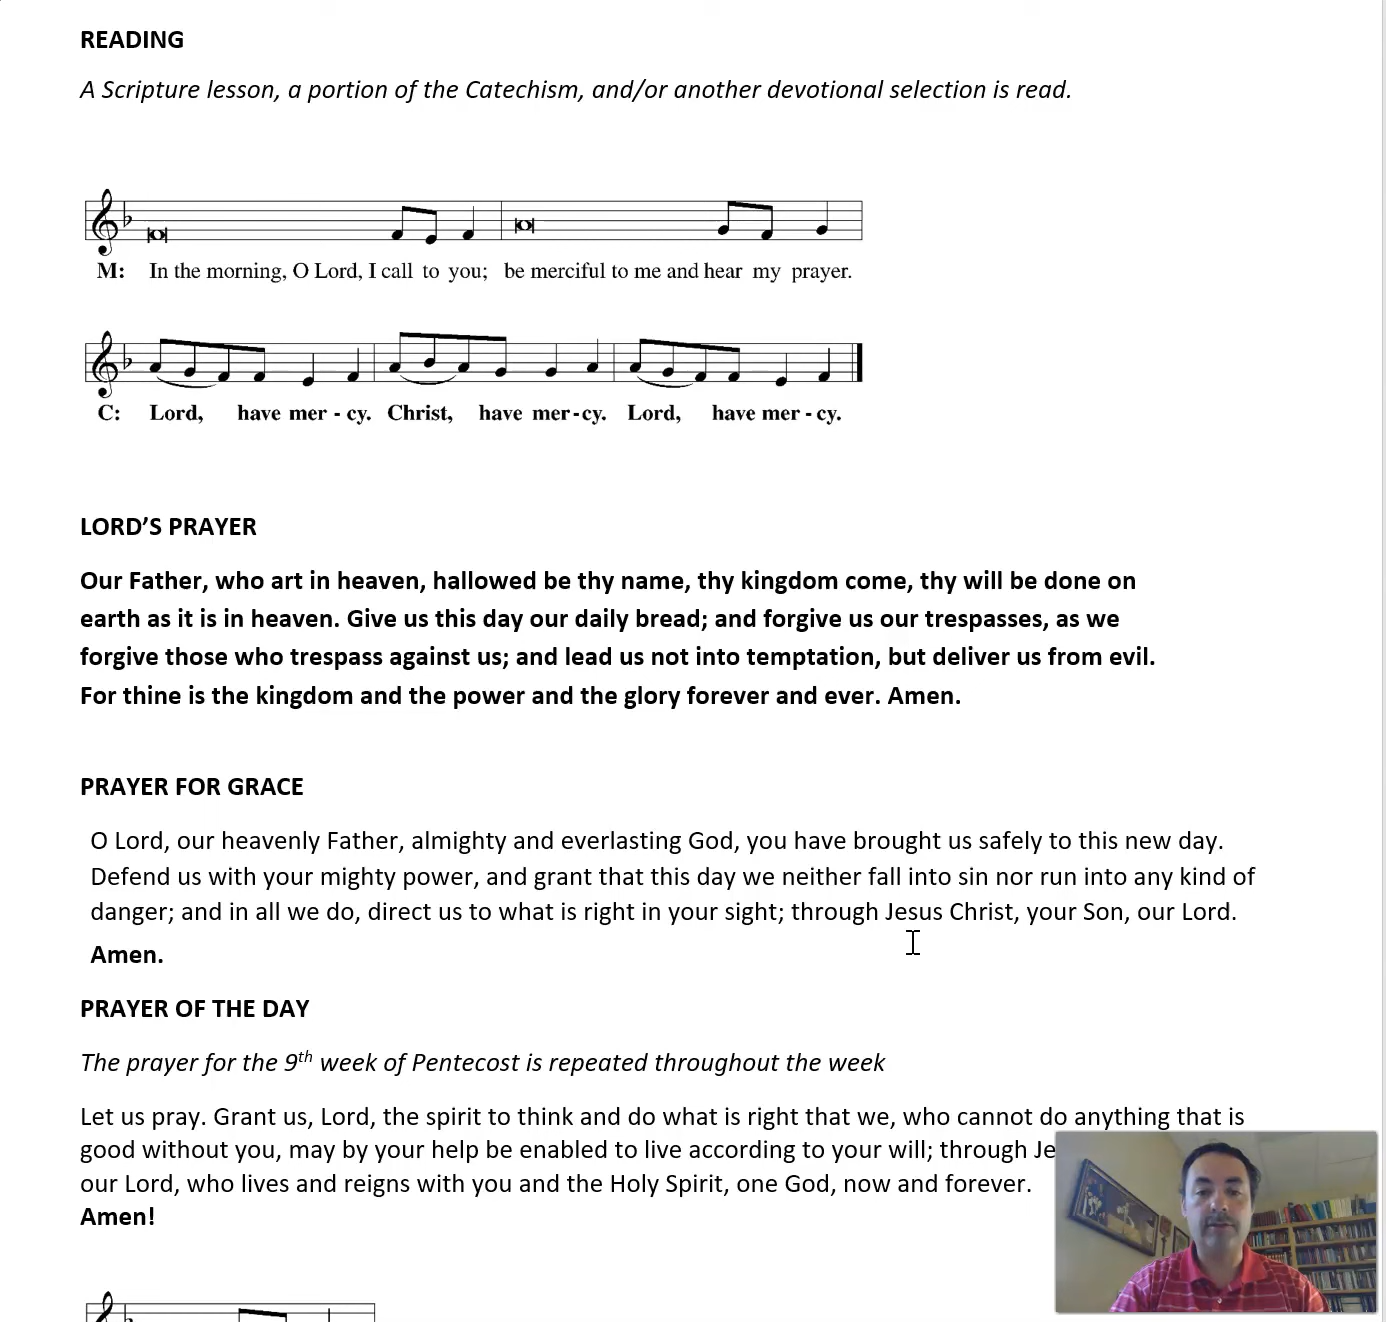 READING
A Scripture lesson, a portion of the Catechism, and/or another devotional selection is read.
M: In the morning, O Lord, I call to you; be merciful to me and hear my prayer.
C: Lord, have mer - cy. Christ, have mer - cy. Lord, have mer - cy.
LORD’S PRAYER
Our Father, who art in heaven, hallowed be thy name, thy kingdom come, thy will be done on
earth as it is in heaven. Give us this day our daily bread; and forgive us our trespasses, as we
forgive those who trespass against us; and lead us not into temptation, but deliver us from evil.
For thine is the kingdom and the power and the glory forever and ever. Amen.
PRAYER FOR GRACE
O Lord, our heavenly Father, almighty and everlasting God, you have brought us safely to this new day.
Defend us with your mighty power, and grant that this day we neither fall into sin nor run into any kind of
danger; and in all we do, direct us to what is right in your sight; through Jesus Christ, your Son, our Lord.
Amen.
PRAYER OF THE DAY
The prayer for the 9th week of Pentecost is repeated throughout the week
Let us pray. Grant us, Lord, the spirit to think and do what is right that we, who cannot do anything that is
good without you, may by your help be enabled to live according to your will; through Je
our Lord, who lives and reigns with you and the Holy Spirit, one God, now and forever.
Amen!